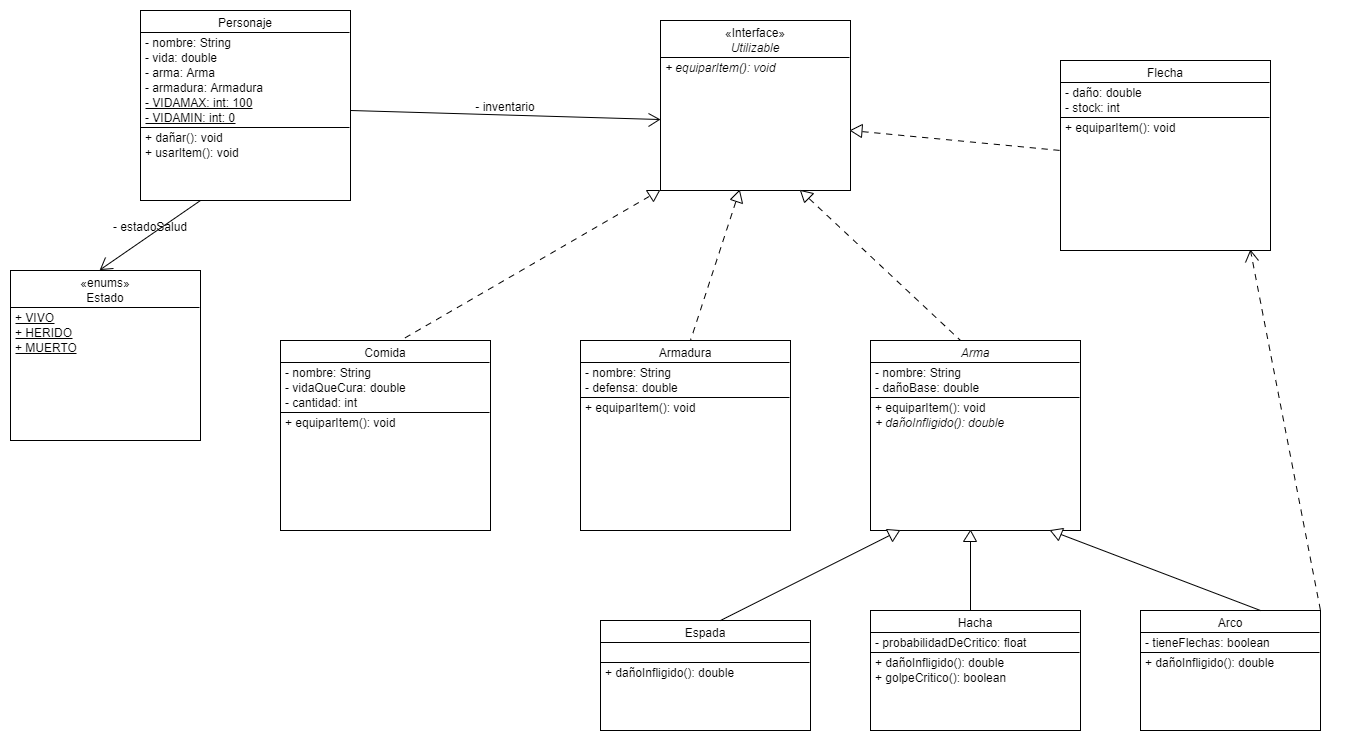 Personaje
- nombre: String
- vida: double
- arma: Arma
- armadura: Armadura
- VIDAMAX: int: 100
- VIDAMIN: int: 0
+ dañar(): void
+ usarItem(): void
- inventario
«Interface»
Utilizable
+ equiparItem(): void
Flecha
- daño: double
- stock: int
+ equiparItem(): void
- estadoSalud
«enums»
Estado
+ VIVO
+ HERIDO
+ MUERTO
Comida
- nombre: String
- vidaQueCura: double
- cantidad: int
+ equiparItem(): void
Armadura
- nombre: String
- defensa: double
+ equiparItem(): void
Arma
- nombre: String
- dañoBase: double
+ equiparItem(): void
+ dañoInfligido(): double
Espada
+ dañoInfligido(): double
Hacha
- probabilidadDeCritico: float
+ dañoInfligido(): double
+ golpeCritico(): boolean
Arco
- tieneFlechas: boolean
+ dañoInfligido(): double